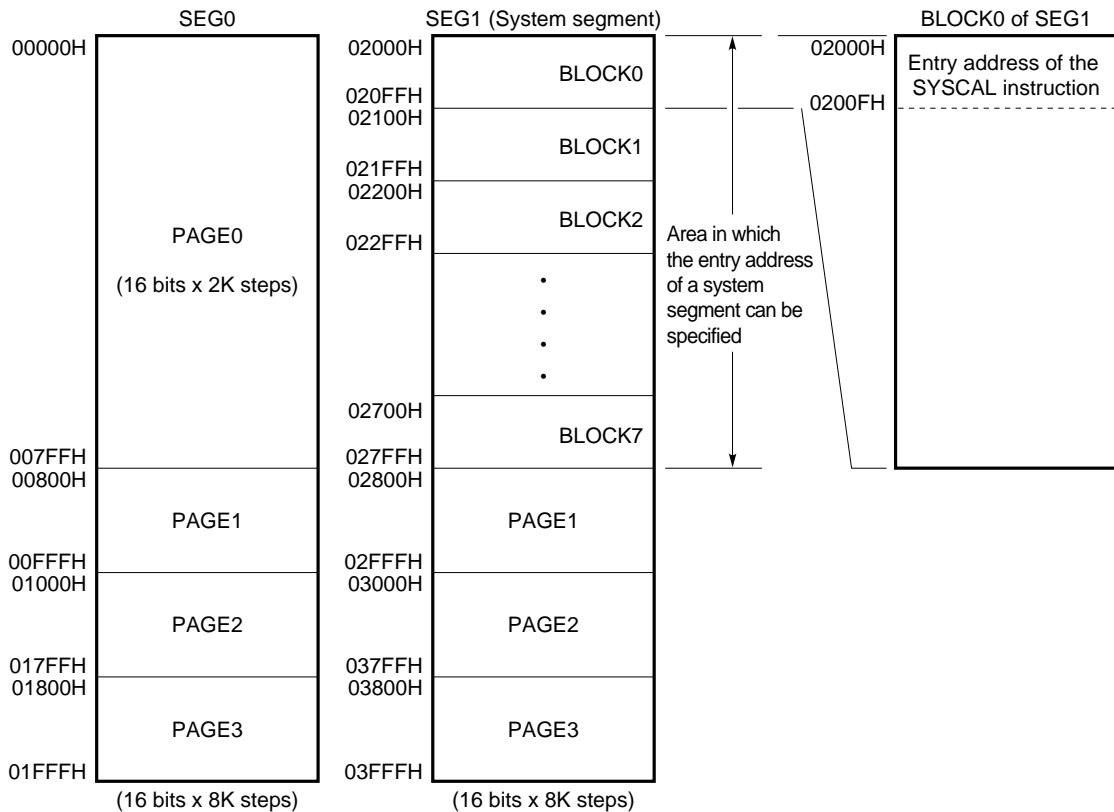 SEG0
SEG1 (System segment)
BLOCK0 of SEG1
00000H
PAGE0
(16 bits x 2K steps)
007FFH
00800H
PAGE1
00FFFH
01000H
PAGE2
017FFH
01800H
PAGE3
01FFFH
(16 bits x 8K steps)
02000H
BLOCK0
020FFH
02100H
BLOCK1
021FFH
02200H
BLOCK2
022FFH
02700H
BLOCK7
027FFH
02800H
PAGE1
02FFFH
03000H
PAGE2
037FFH
03800H
PAGE3
03FFFH
(16 bits x 8K steps)
Area in which
the entry address
of a system
segment can be
specified
02000H
Entry address of the
SYSCAL instruction
0200FH